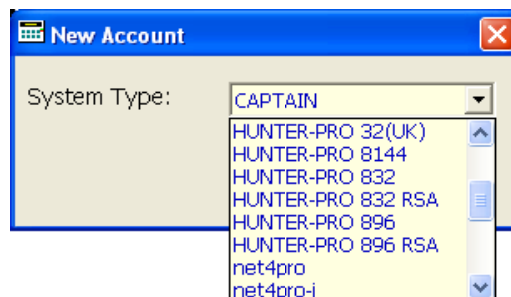 New Account
System Type:
CAPTAIN
HUNTER-PRO 32(UK)
HUNTER-PRO 8144
HUNTER-PRO 832
HUNTER-PRO 832 RSA
HUNTER-PRO 896
HUNTER-PRO 896 RSA
net4pro
net4pro-i